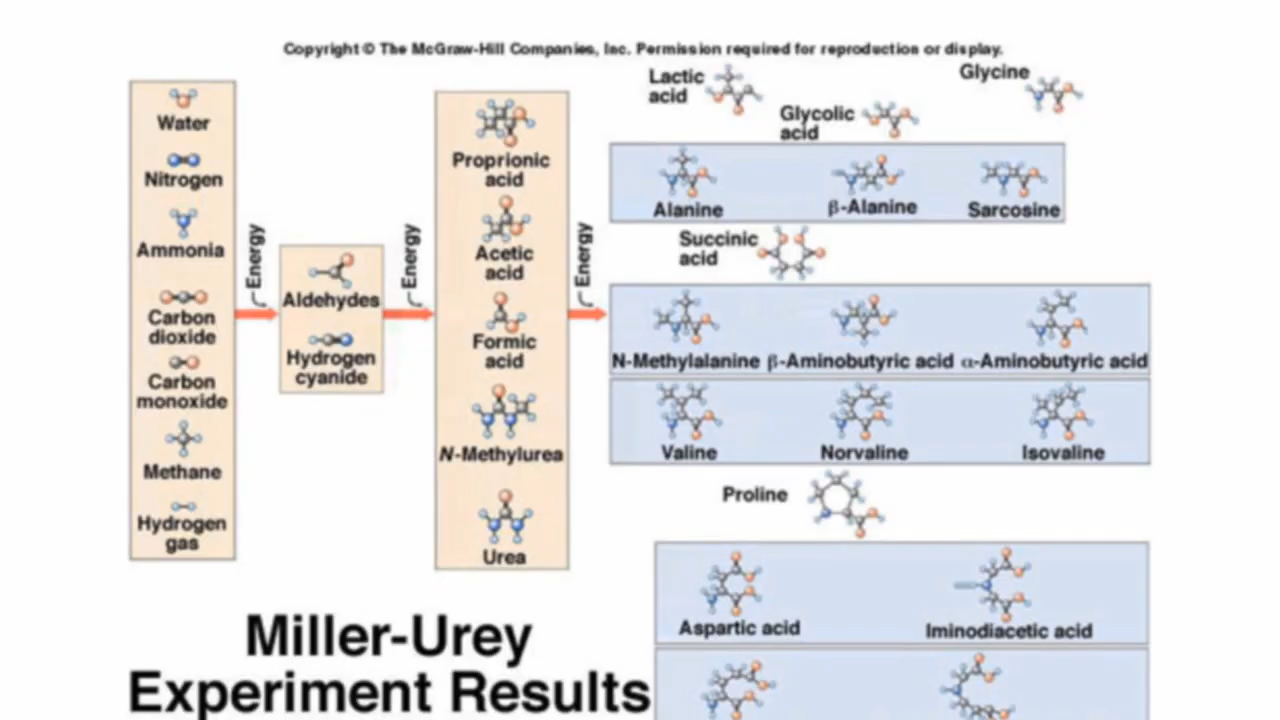 Copyright © The McGraw-Hill Companies, Inc. Permission required for reproduction or display.
Water
Nitrogen
Ammonia
Carbon
dioxide
Carbon
monoxide
Methane
Hydrogen
gas
Energy
Aldehydes
Hydrogen
cyanide
Energy
Proprionic
acid
Acetic
acid
Formic
acid
N-Methylurea
Urea
Energy
Lactic
acid
Glycolic
acid
Glycine
Alanine
β-Alanine
Sarcosine
Succinic
acid
N-Methylalanine
β-Aminobutyric acid
α-Aminobutyric acid
Valine
Norvaline
Isovaline
Proline
Aspartic acid
Iminodiacetic acid
Miller-Urey
Experiment Results